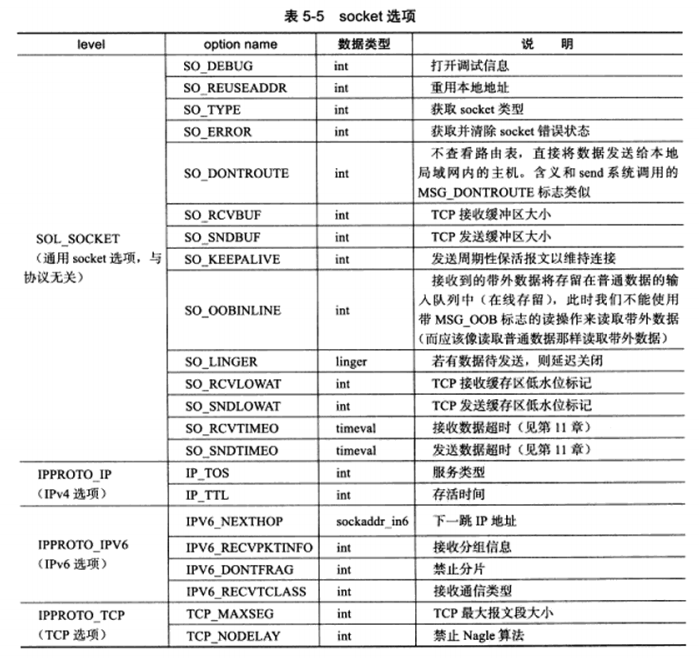 表 5-5 socket 选项
level option name 数据类型 说 明
SOL_SOCKET
（通用 socket 选项，与
协议无关）
SO_DEBUG int 打开调试信息
SO_REUSEADDR int 重用本地地址
SO_TYPE int 获取 socket 类型
SO_ERROR int 获取并清除 socket 错误状态
SO_DONTROUTE int 不查看路由表，直接将数据发送给本地
局域网内的主机。含义和 send 系统调用的
MSG_DONTROUTE 标志类似
SO_RCVBUF int TCP 接收缓冲区大小
SO_SNDBUF int TCP 发送缓冲区大小
SO_KEEPALIVE int 发送周期性保活报文以维持连接
SO_OOBINLINE int 接收到的带外数据将存留在普通数据的输
入队列中（在线存留），此时我们不能使用
带 MSG_OOB 标志的读操作来读取带外数据
（而应该像读取普通数据那样读取带外数据）
SO_LINGER linger 若有数据待发送，则延迟关闭
SO_RCVLOWAT int TCP 接收缓存区低水位标记
SO_SNDLOWAT int TCP 发送缓存区低水位标记
SO_RCVTIMEO timeval 接收数据超时（见第 11 章）
SO_SNDTIMEO timeval 发送数据超时（见第 11 章）
IPPROTO_IP
（IPv4 选项）
IP_TOS int 服务类型
IP_TTL int 存活时间
IPPROTO_IPV6
（IPv6 选项）
IPV6_NEXTHOP sockaddr_in6 下一跳 IP 地址
IPV6_RECVPKTINFO int 接收分组信息
IPV6_DONTFRAG int 禁止分片
IPV6_RECVTCLASS int 接收通信类型
IPPROTO_TCP
（TCP 选项）
TCP_MAXSEG int TCP 最大报文段大小
TCP_NODELAY int 禁止 Nagle 算法